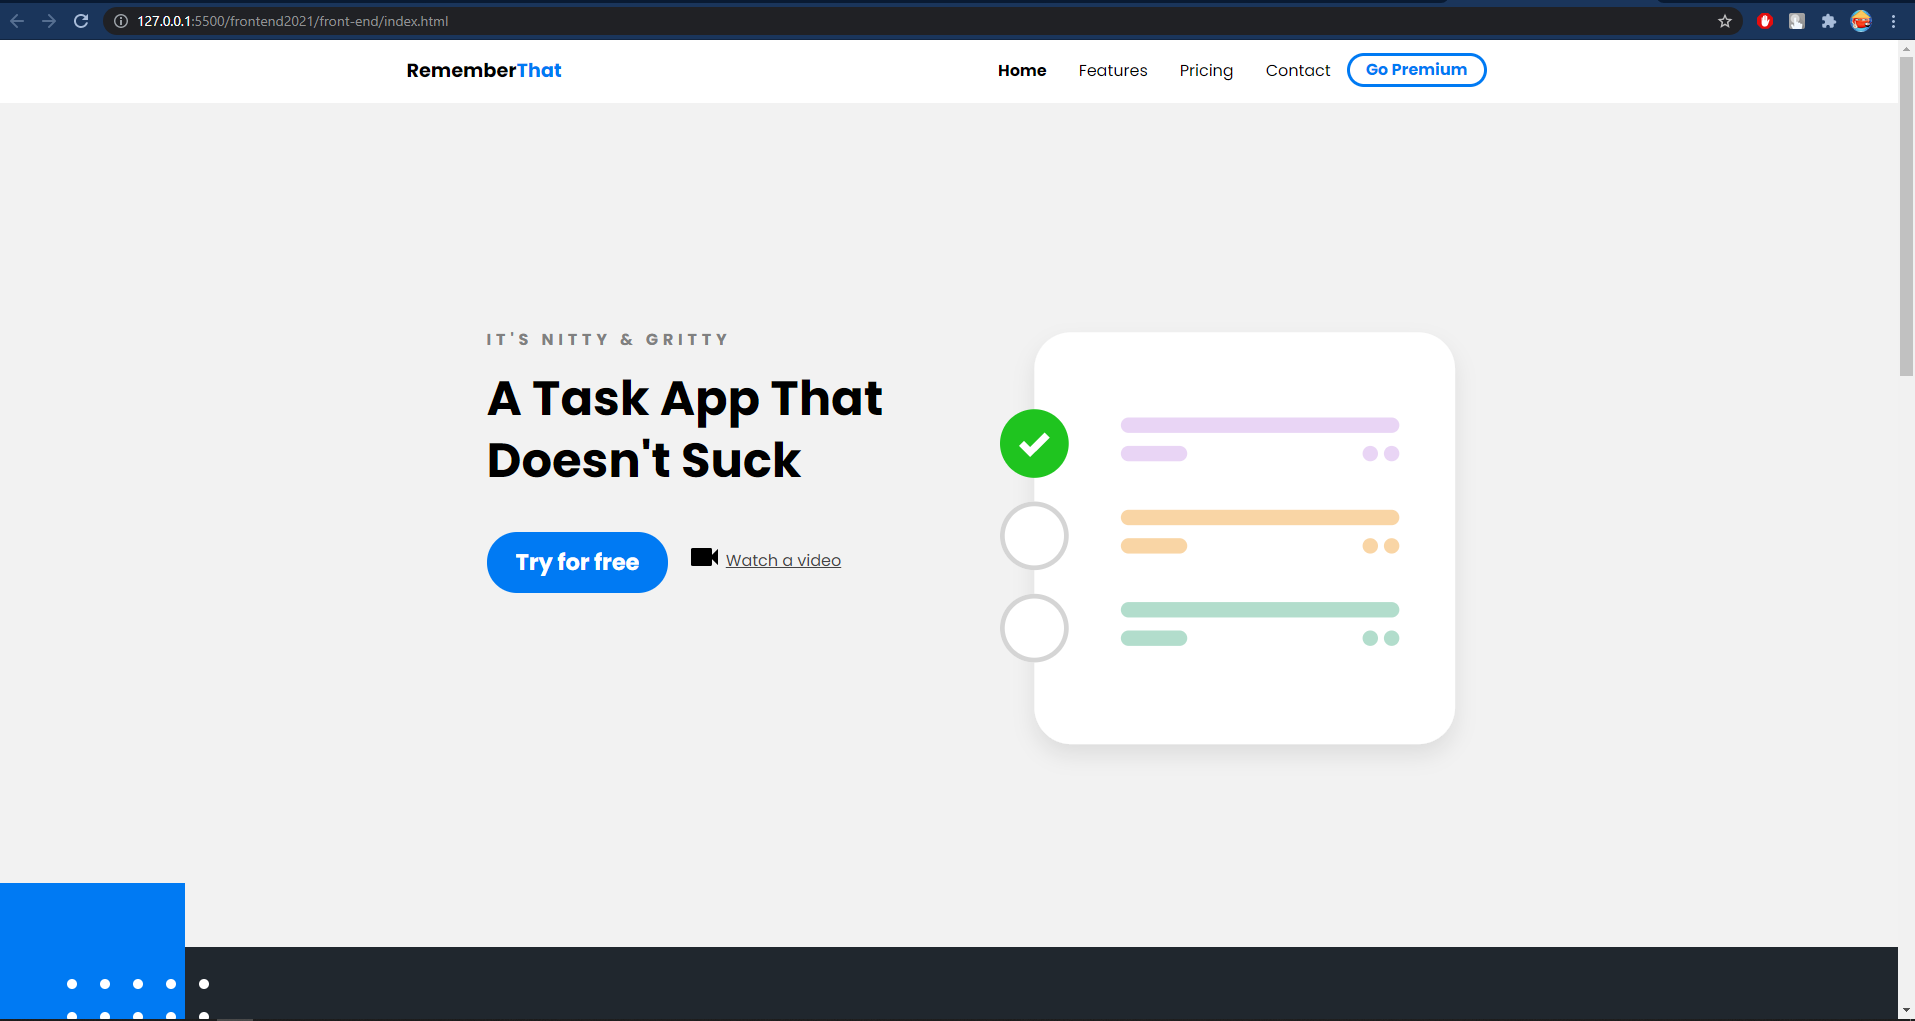 127.0.0.1:5500/frontend2021/front-end/index.html
RememberThat
Home Features Pricing Contact Go Premium
IT'S NITTY & GRITTY
A Task App That
Doesn't Suck
Try for free
Watch a video